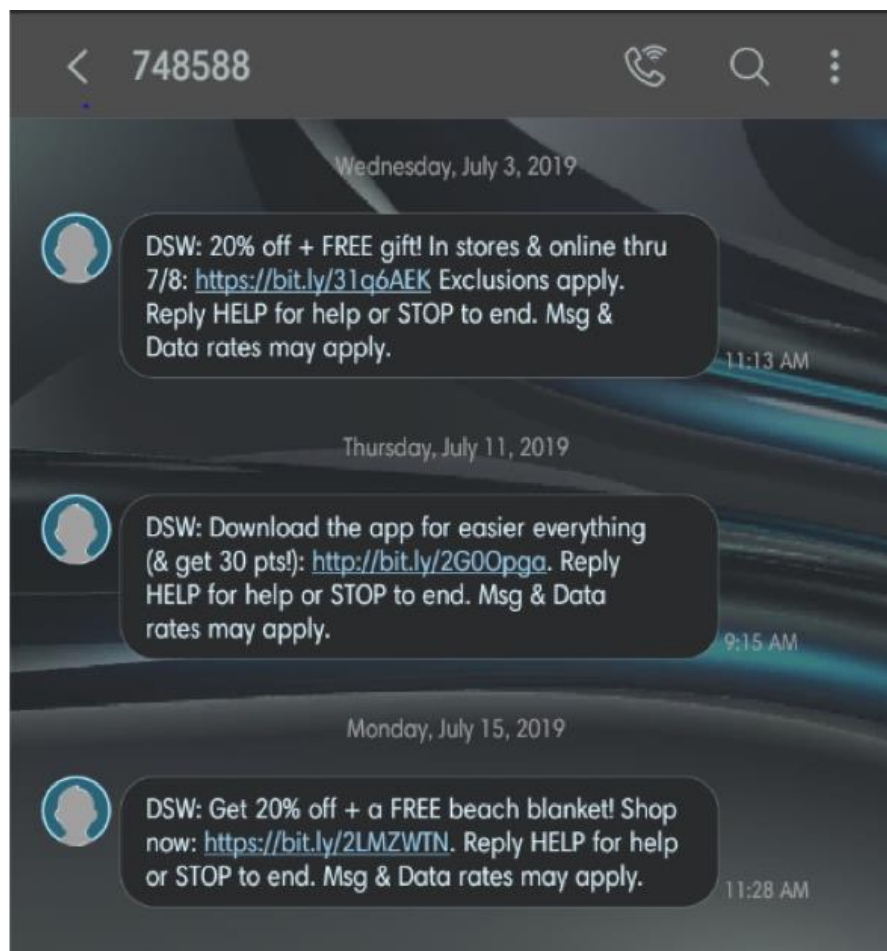 748588
Wednesday, July 3, 2019
DSW: 20% off + FREE gift! In stores & online thru
7/8: https://bit.ly/31q6AEK Exclusions apply.
Reply HELP for help or STOP to end. Msg &
Data rates may apply.
11:13 AM
Thursday, July 11, 2019
DSW: Download the app for easier everything
(& get 30 pts!): http://bit.ly/2G0Opga. Reply
HELP for help or STOP to end. Msg & Data
rates may apply.
9:15 AM
Monday, July 15, 2019
DSW: Get 20% off + a FREE beach blanket! Shop
now: https://bit.ly/2LMZWTN. Reply HELP for help
or STOP to end. Msg & Data rates may apply.
11:28 AM